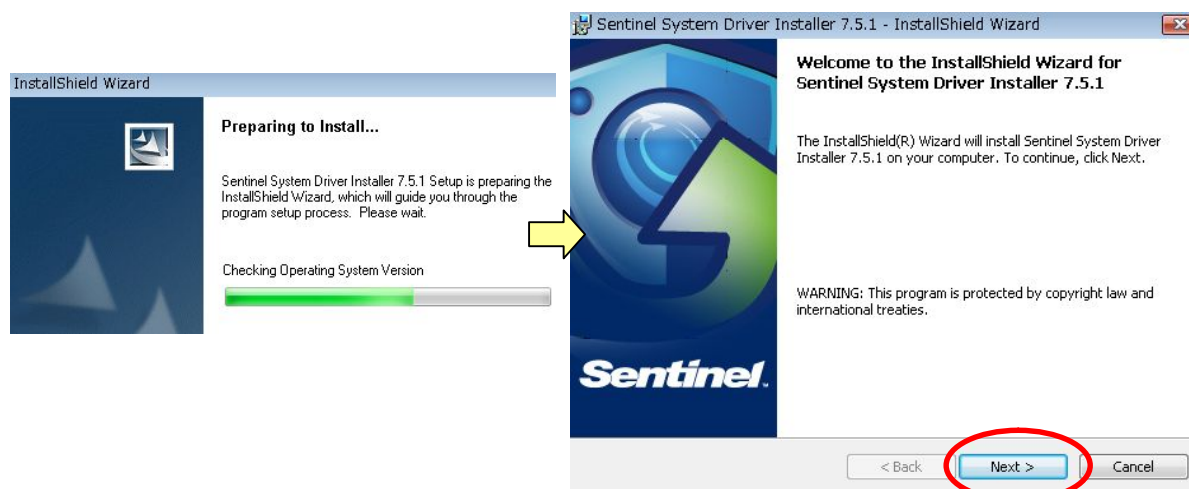 InstallShield Wizard
Preparing to Install...
Sentinel System Driver Installer 7.5.1 Setup is preparing the
InstallShield Wizard, which will guide you through the
program setup process. Please wait.
Checking Operating System Version
Sentinel System Driver Installer 7.5.1 - InstallShield Wizard
Welcome to the InstallShield Wizard for
Sentinel System Driver Installer 7.5.1
The InstallShield(R) Wizard will install Sentinel System Driver
Installer 7.5.1 on your computer. To continue, click Next.
WARNING: This program is protected by copyright law and
international treaties.
Sentinel
< Back
Next >
Cancel